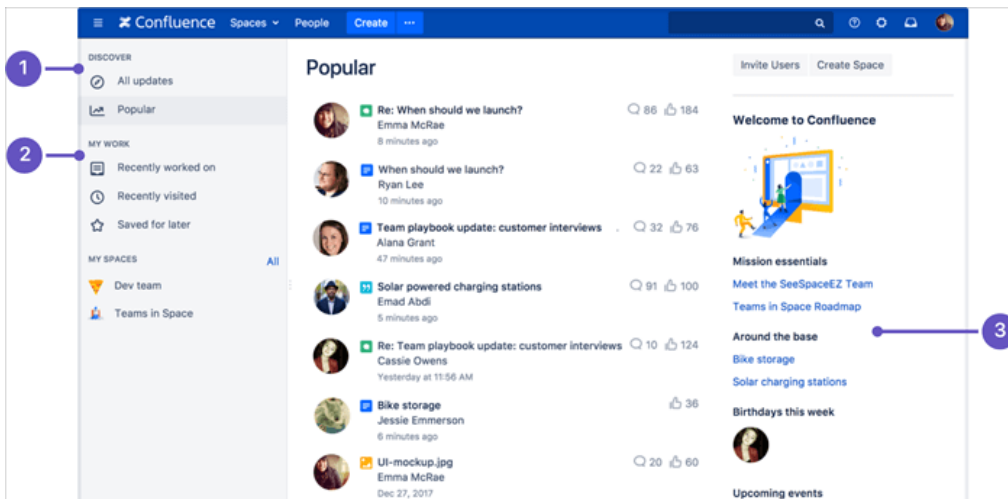 Confluence Spaces People Create ...
1
DISCOVER
All updates
Popular
2
MY WORK
Recently worked on
Recently visited
Saved for later
MY SPACES All
Dev team
Teams in Space
Popular
Re: When should we launch? 86 184
Emma McRae
8 minutes ago
When should we launch? 22 63
Ryan Lee
10 minutes ago
Team playbook update: customer interviews . 32 76
Alana Grant
47 minutes ago
Solar powered charging stations 91 100
Emad Abdi
5 minutes ago
Re: Team playbook update: customer interviews 10 124
Cassie Owens
Yesterday at 11:56 AM
Bike storage 36
Jessie Emmerson
6 minutes ago
UI-mockup.jpg 20 60
Emma McRae
Dec 27, 2017
Invite Users Create Space
Welcome to Confluence
Mission essentials
Meet the SeeSpaceEZ Team
Teams in Space Roadmap
3
Around the base
Bike storage
Solar charging stations
Birthdays this week
Upcoming events